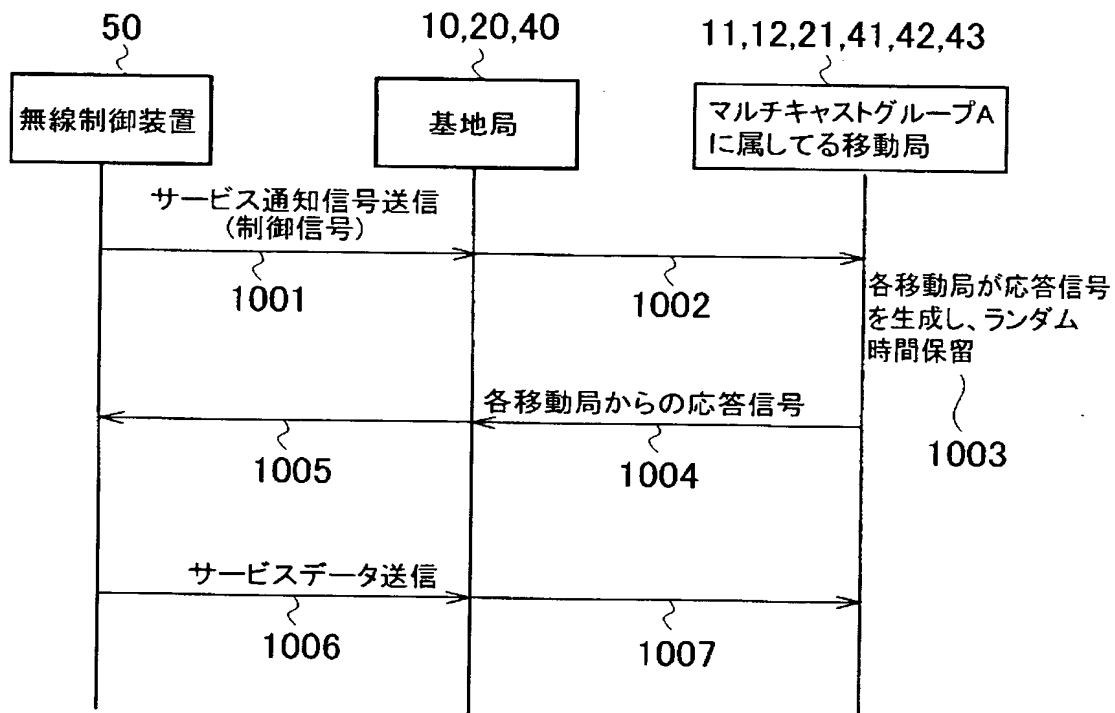 50
10,20,40
11,12,21,41,42,43
無線制御装置
基地局
マルチキャストグループA
に属してる移動局
サービス通知信号送信
(制御信号)
1001
1002
各移動局が応答信号
を生成し、ランダム
時間保留
1003
各移動局からの応答信号
1005
1004
サービスデータ送信
1006
1007